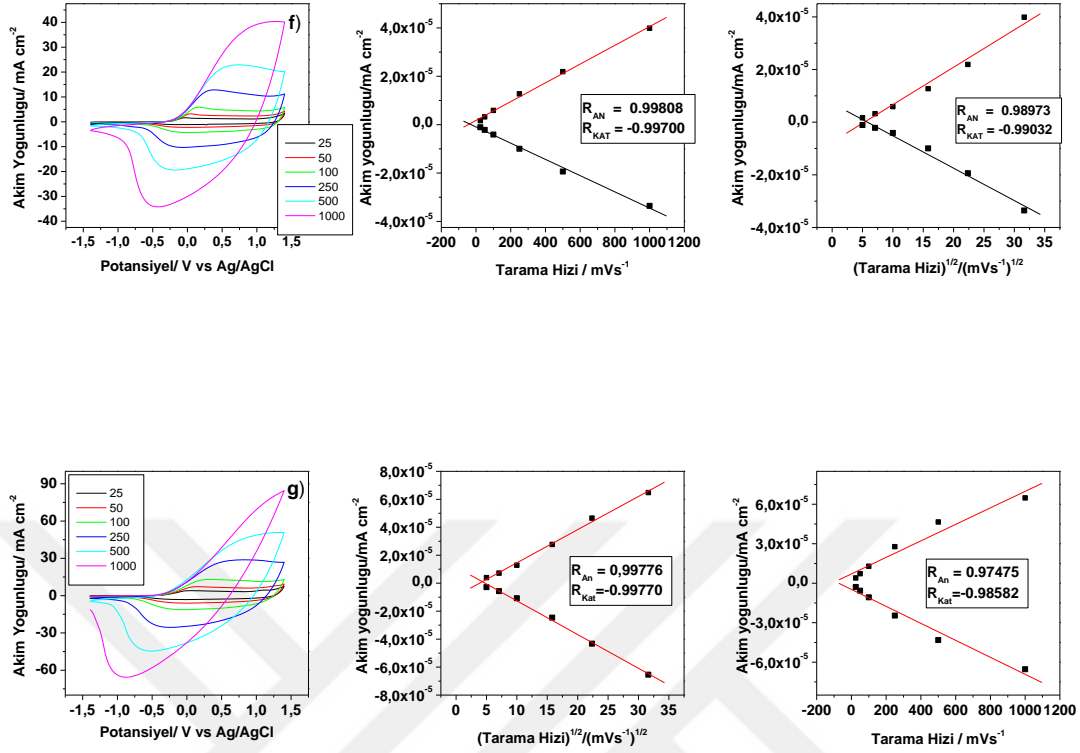 f)
40
30
20
10
0
-10
-20
-30
-40
-1,5 -1,0 -0,5 0,0 0,5 1,0 1,5
Akim Yogunlugu/ mA cm-2
Potansiyel/ V vs Ag/AgCl
25
50
100
250
500
1000
4,0x10-5
2,0x10-5
0,0
-2,0x10-5
-4,0x10-5
-200 0 200 400 600 800 1000 1200
Akim yogunlugu/mA cm-2
Tarama Hizi / mVs-1
RAN = 0.99808
RKAT = -0.99700
4,0x10-5
2,0x10-5
0,0
-2,0x10-5
-4,0x10-5
0 5 10 15 20 25 30 35
Akim yogunlugu/mA cm-2
(Tarama Hizi)1/2/(mVs-1)1/2
RAN = 0.98973
RKAT = -0.99032
g)
90
60
30
0
-30
60
-1,5 -1,0 -0,5 0,0 0,5 1,0 1,5
Akim Yogunlugu/ mA cm-2
Potansiyel/ V vs Ag/AgCl
25
50
100
250
500
1000
8,0x10-5
6,0x10-5
4,0x10-5
2,0x10-5
0,0
-2,0x10-5
-4,0x10-5
-6,0x10-5
-8,0x10-5
0 5 10 15 20 25 30 35
Akim yogunlugu/mA cm-2
(Tarama Hizi)1/2/(mVs-1)1/2
RAn = 0,99776
RKat=-0.99770
6,0x10-5
3,0x10-5
0,0
-3,0x10-5
-6,0x10-5
-200 0 200 400 600 800 1000 1200
Akim yogunlugu/mA cm-2
Tarama Hizi / mVs-1
RAn = 0.97475
RKat= -0.98582